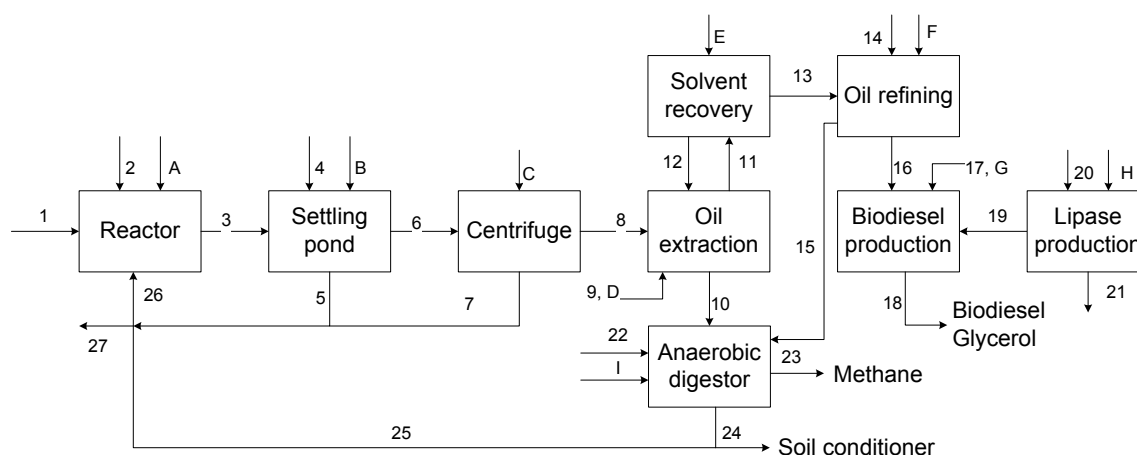 E
14
F
Solvent
recovery
13
Oil refining
2
A
4
B
C
12
11
16
17, G
20
H
1
Reactor
3
Settling
pond
6
Centrifuge
8
Oil
extraction
15
Biodiesel
production
19
Lipase
production
26
5
7
9, D
10
18
Biodiesel
Glycerol
21
27
22
I
Anaerobic
digestor
23
Methane
25
24
Soil conditioner